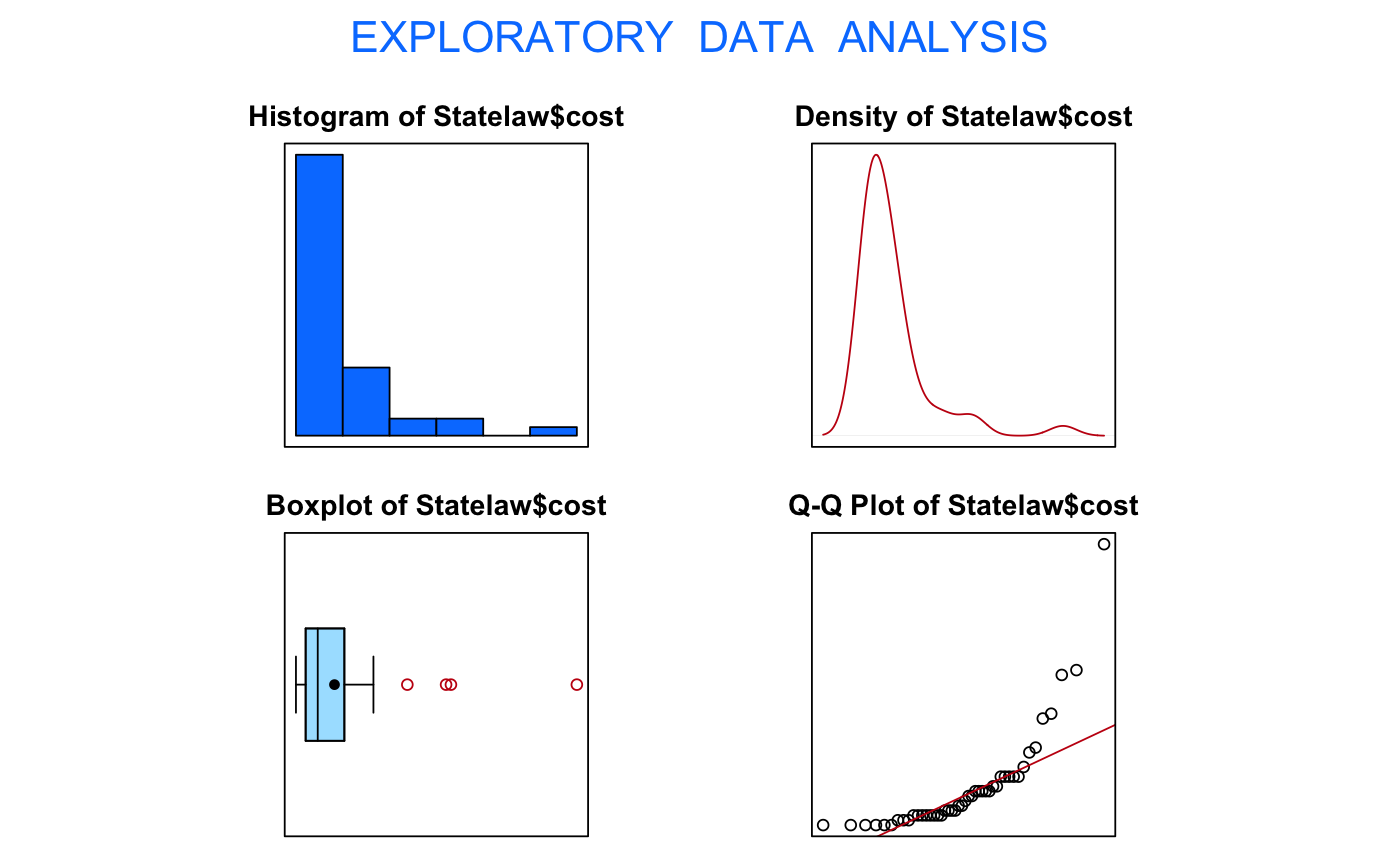 EXPLORATORY DATA ANALYSIS
Histogram of Statelaw$cost
Density of Statelaw$cost
Boxplot of Statelaw$cost
Q-Q Plot of Statelaw$cost